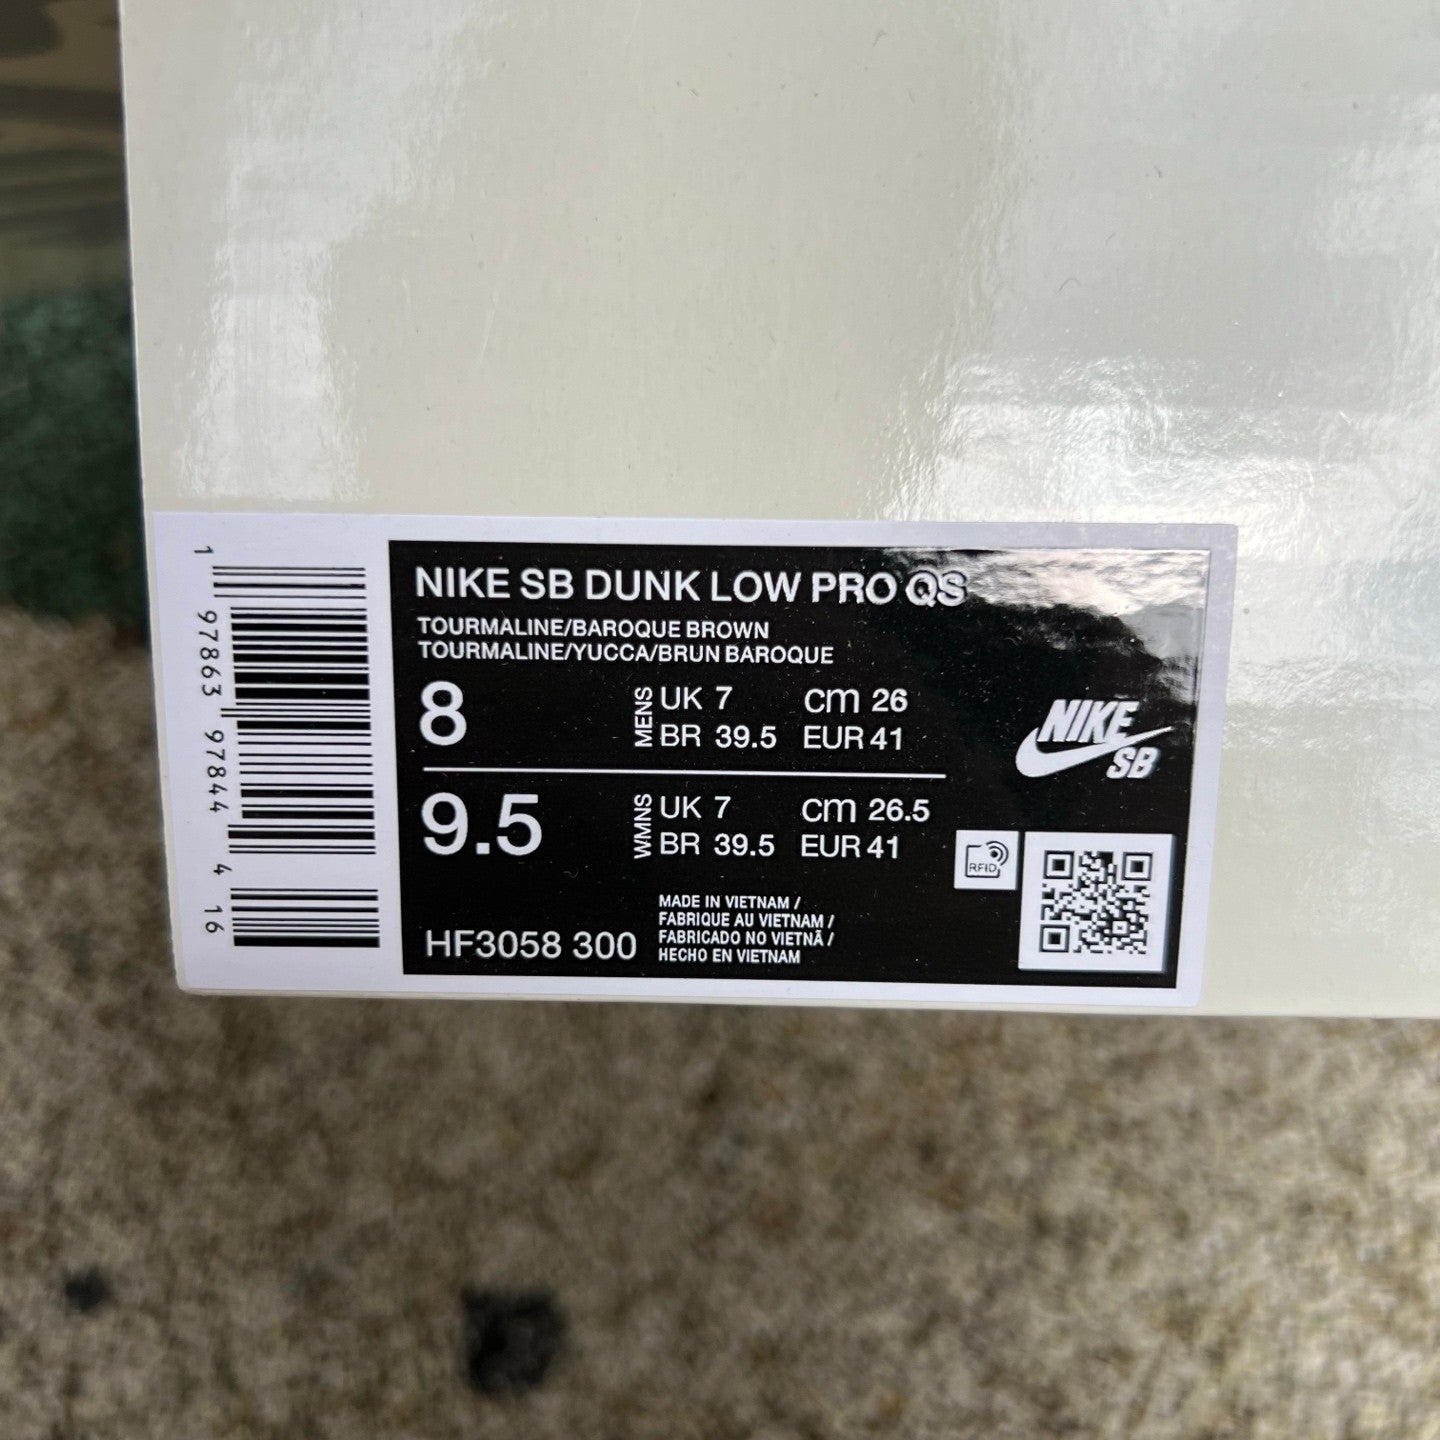 1 97863 97844 4 16
NIKE SB DUNK LOW PRO QS
TOURMALINE/BAROQUE BROWN
TOURMALINE/YUCCA/BRUN BAROQUE
8 MENS UK 7 cm 26
BR 39.5 EUR 41
9.5 WMNS UK 7 cm 26.5
BR 39.5 EUR 41
NIKE
SB
RFID
MADE IN VIETNAM /
FABRIQUE AU VIETNAM /
FABRICADO NO VIETNÃ /
HECHO EN VIETNAM
HF3058 300